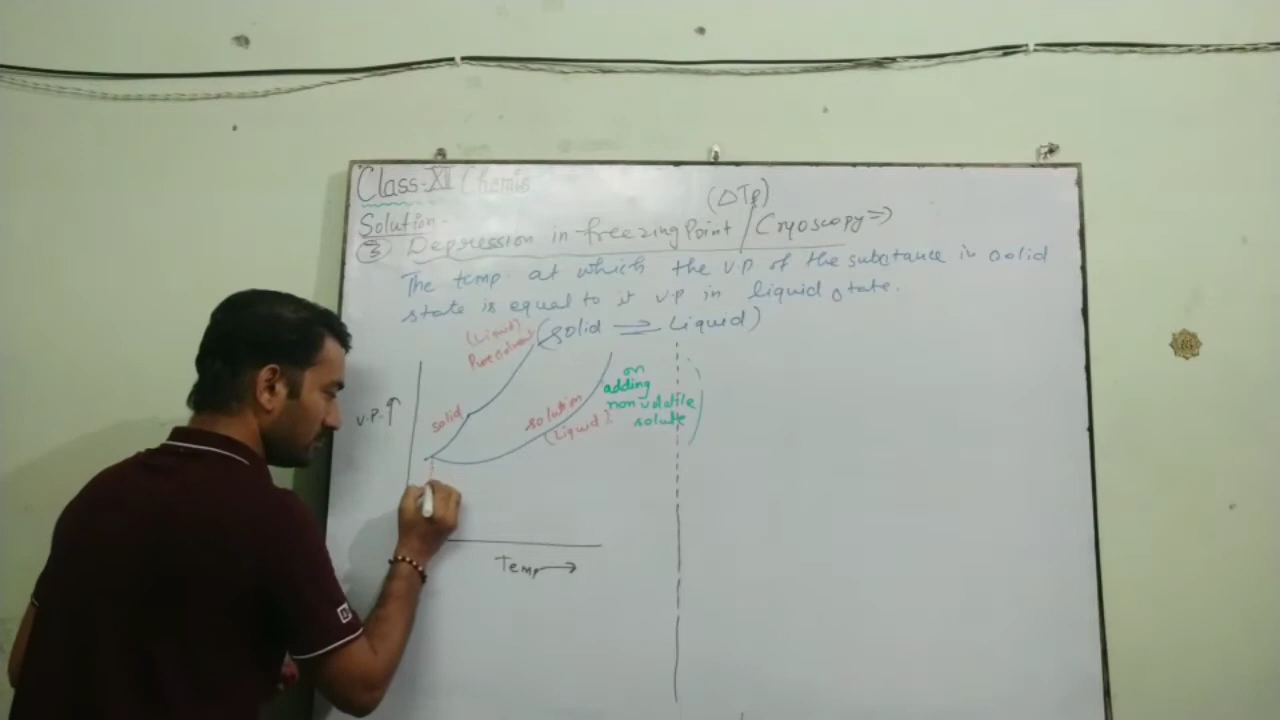 Class-XII Chemis
Solution-
(ΔTf)
③ Depression in freezing Point / Cryoscopy ⇒
The temp. at which the V.P of the substance in solid
state is equal to it V.P in liquid state.
(Solid ⇌ Liquid)
(Liquid)
Pure solvent
V.P. ↑
solid
solution
(Liquid)
on
adding
non volatile
solute
Temp →